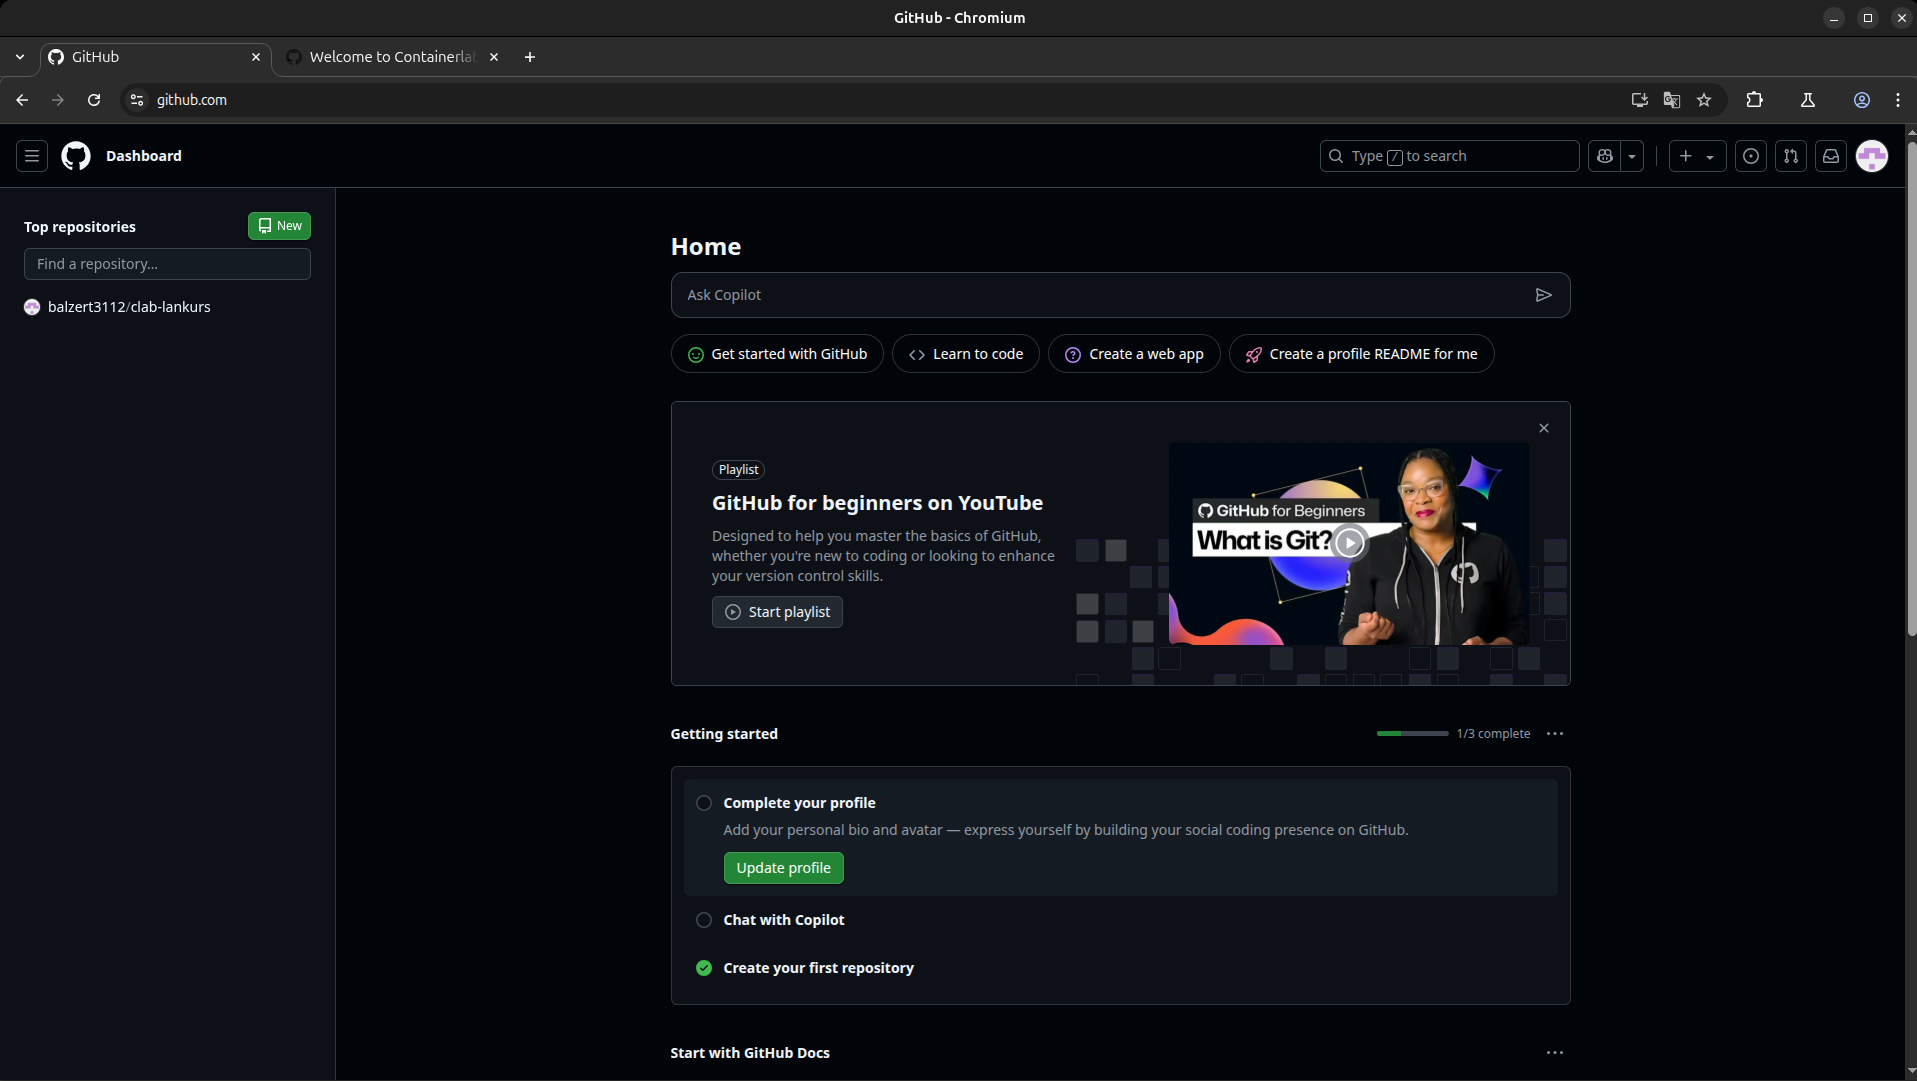 GitHub - Chromium
GitHub
Welcome to Containerla
github.com
Dashboard
Type / to search
Top repositories
New
Find a repository...
balzert3112/clab-lankurs
Home
Ask Copilot
Get started with GitHub
Learn to code
Create a web app
Create a profile README for me
Playlist
GitHub for beginners on YouTube
Designed to help you master the basics of GitHub,
whether you're new to coding or looking to enhance
your version control skills.
Start playlist
GitHub for Beginners
What is Git?
Getting started
1/3 complete
Complete your profile
Add your personal bio and avatar — express yourself by building your social coding presence on GitHub.
Update profile
Chat with Copilot
Create your first repository
Start with GitHub Docs